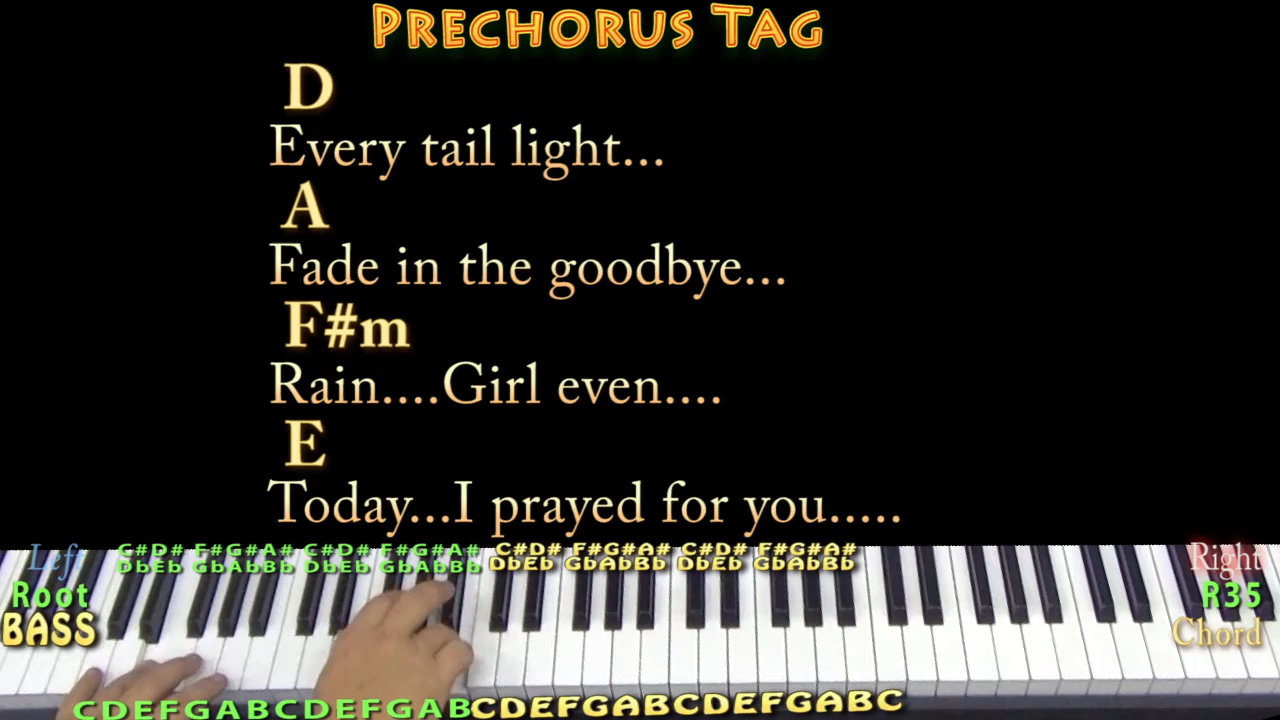 PRECHORUS TAG
D
Every tail light...
A
Fade in the goodbye...
F#m
Rain....Girl even....
E
Today...I prayed for you.....
C#D# F#G#A# C#D# F#G#A# C#D# F#G#A# C#D# F#G#A#
DbEb GbAbBb DbEb GbAbBb DbEb GbAbBb DbEb GbAbBb
Left
Root
BASS
Right
R35
Chord
CDEFGABCDEFGABCDEFGABCDEFGABC